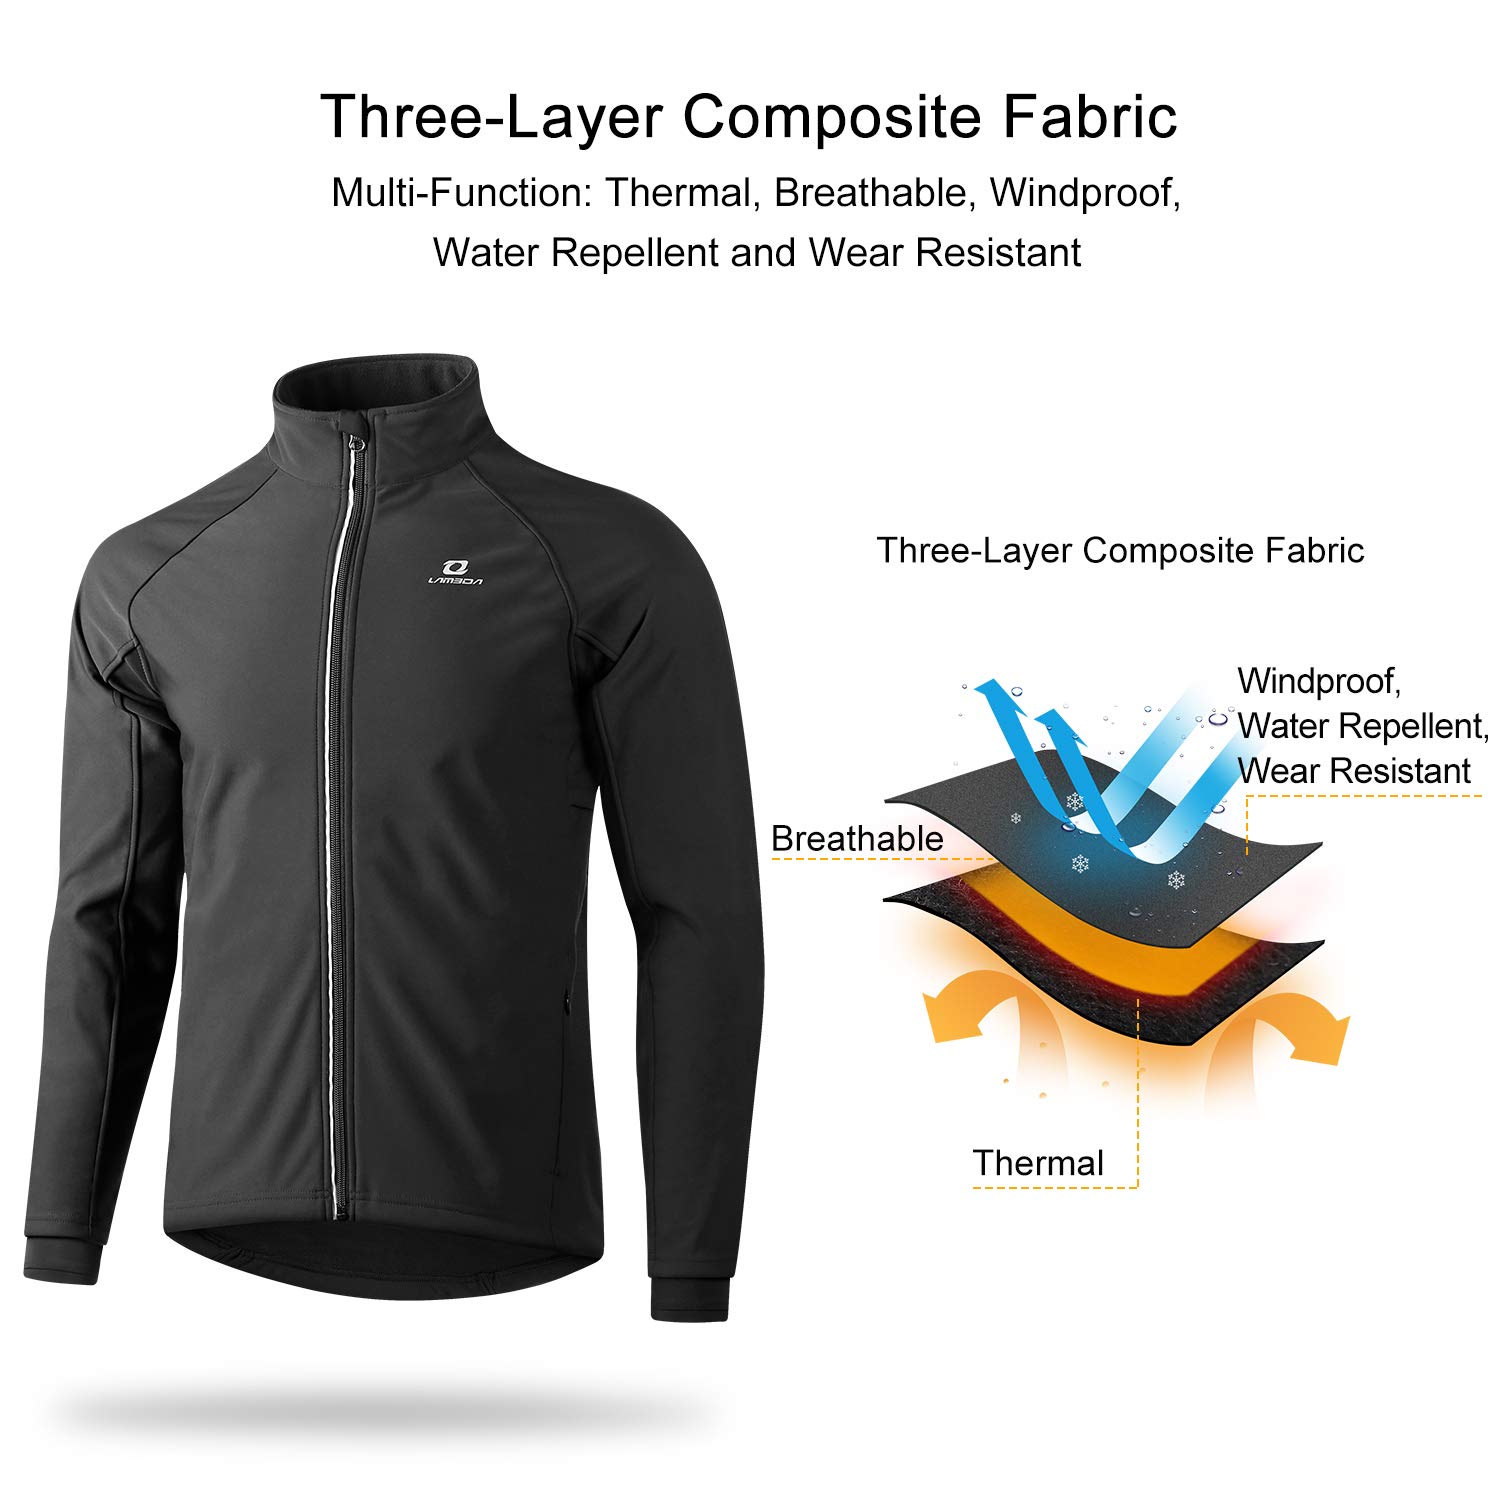 Three-Layer Composite Fabric
Multi-Function: Thermal, Breathable, Windproof,
Water Repellent and Wear Resistant
LAMBDA
Three-Layer Composite Fabric
Windproof,
Water Repellent,
Wear Resistant
Breathable
Thermal